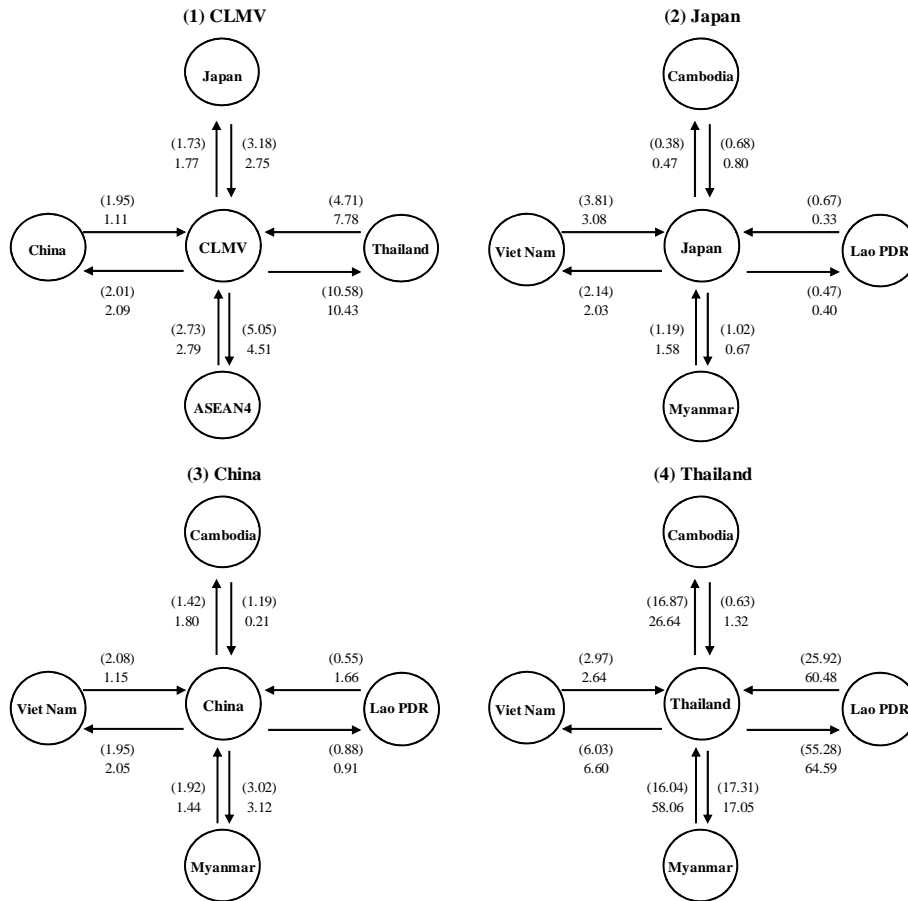 (1) CLMV
Japan
(1.73)
1.77
(3.18)
2.75
(1.95)
1.11
(4.71)
7.78
China
CLMV
Thailand
(2.01)
2.09
(10.58)
10.43
(2.73)
2.79
(5.05)
4.51
ASEAN4
(2) Japan
Cambodia
(0.38)
0.47
(0.68)
0.80
(3.81)
3.08
(0.67)
0.33
Viet Nam
Japan
Lao PDR
(2.14)
2.03
(0.47)
0.40
(1.19)
1.58
(1.02)
0.67
Myanmar
(3) China
Cambodia
(1.42)
1.80
(1.19)
0.21
(2.08)
1.15
(0.55)
1.66
Viet Nam
China
Lao PDR
(1.95)
2.05
(0.88)
0.91
(1.92)
1.44
(3.02)
3.12
Myanmar
(4) Thailand
Cambodia
(16.87)
26.64
(0.63)
1.32
(2.97)
2.64
(25.92)
60.48
Viet Nam
Thailand
Lao PDR
(6.03)
6.60
(55.28)
64.59
(16.04)
58.06
(17.31)
17.05
Myanmar